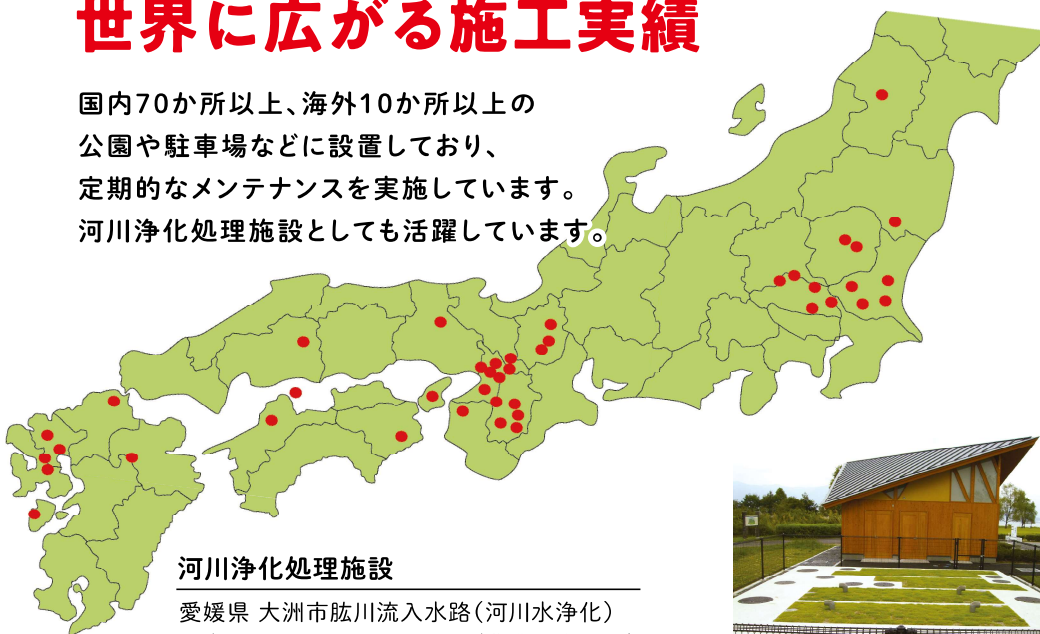 世界に広がる施工実績
国内70か所以上、海外10か所以上の
公園や駐車場などに設置しており、
定期的なメンテナンスを実施しています。
河川浄化処理施設としても活躍しています。
河川浄化処理施設
愛媛県 大洲市肱川流入水路（河川水浄化）